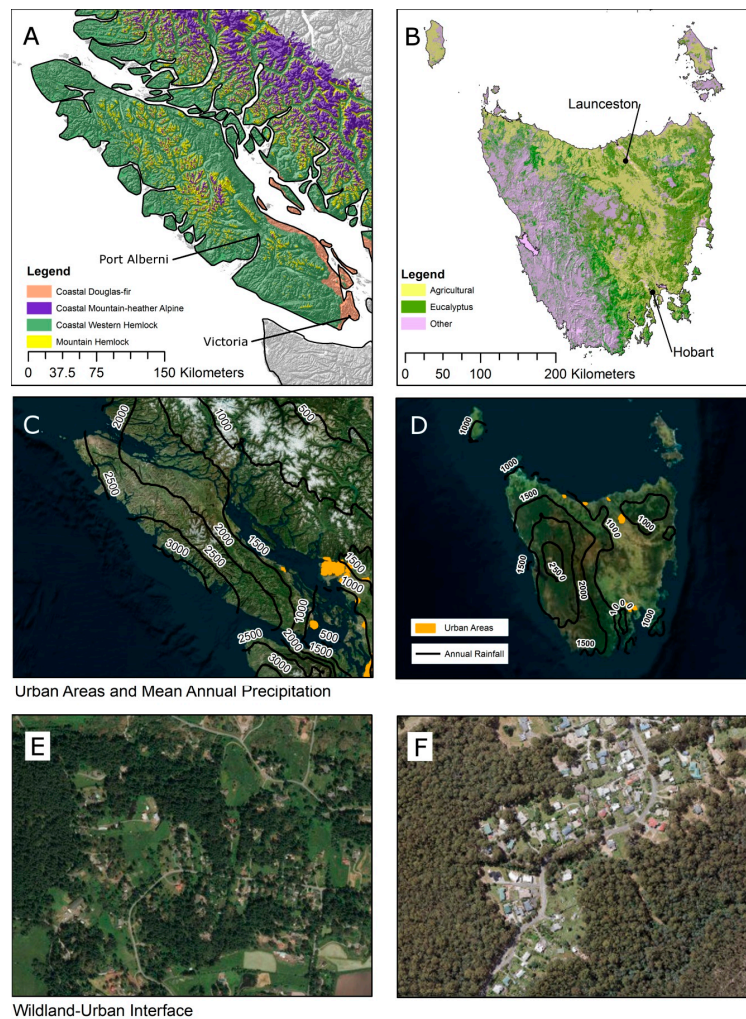 A
Port Alberni
Legend
Coastal Douglas-fir
Coastal Mountain-heather Alpine
Coastal Western Hemlock
Mountain Hemlock
Victoria
0 37.5 75 150 Kilometers
B
Launceston
Legend
Agricultural
Eucalyptus
Other
Hobart
0 50 100 200 Kilometers
C
2000
1000
500
2500
2000
1500
3000
2500
1500
1000
1000
500
2500
2000
1500
3000
D
1000
1000
1500
1000
1000
1500
2500
2000
1000
1000
1500
Urban Areas
Annual Rainfall
Urban Areas and Mean Annual Precipitation
E
F
Wildland-Urban Interface